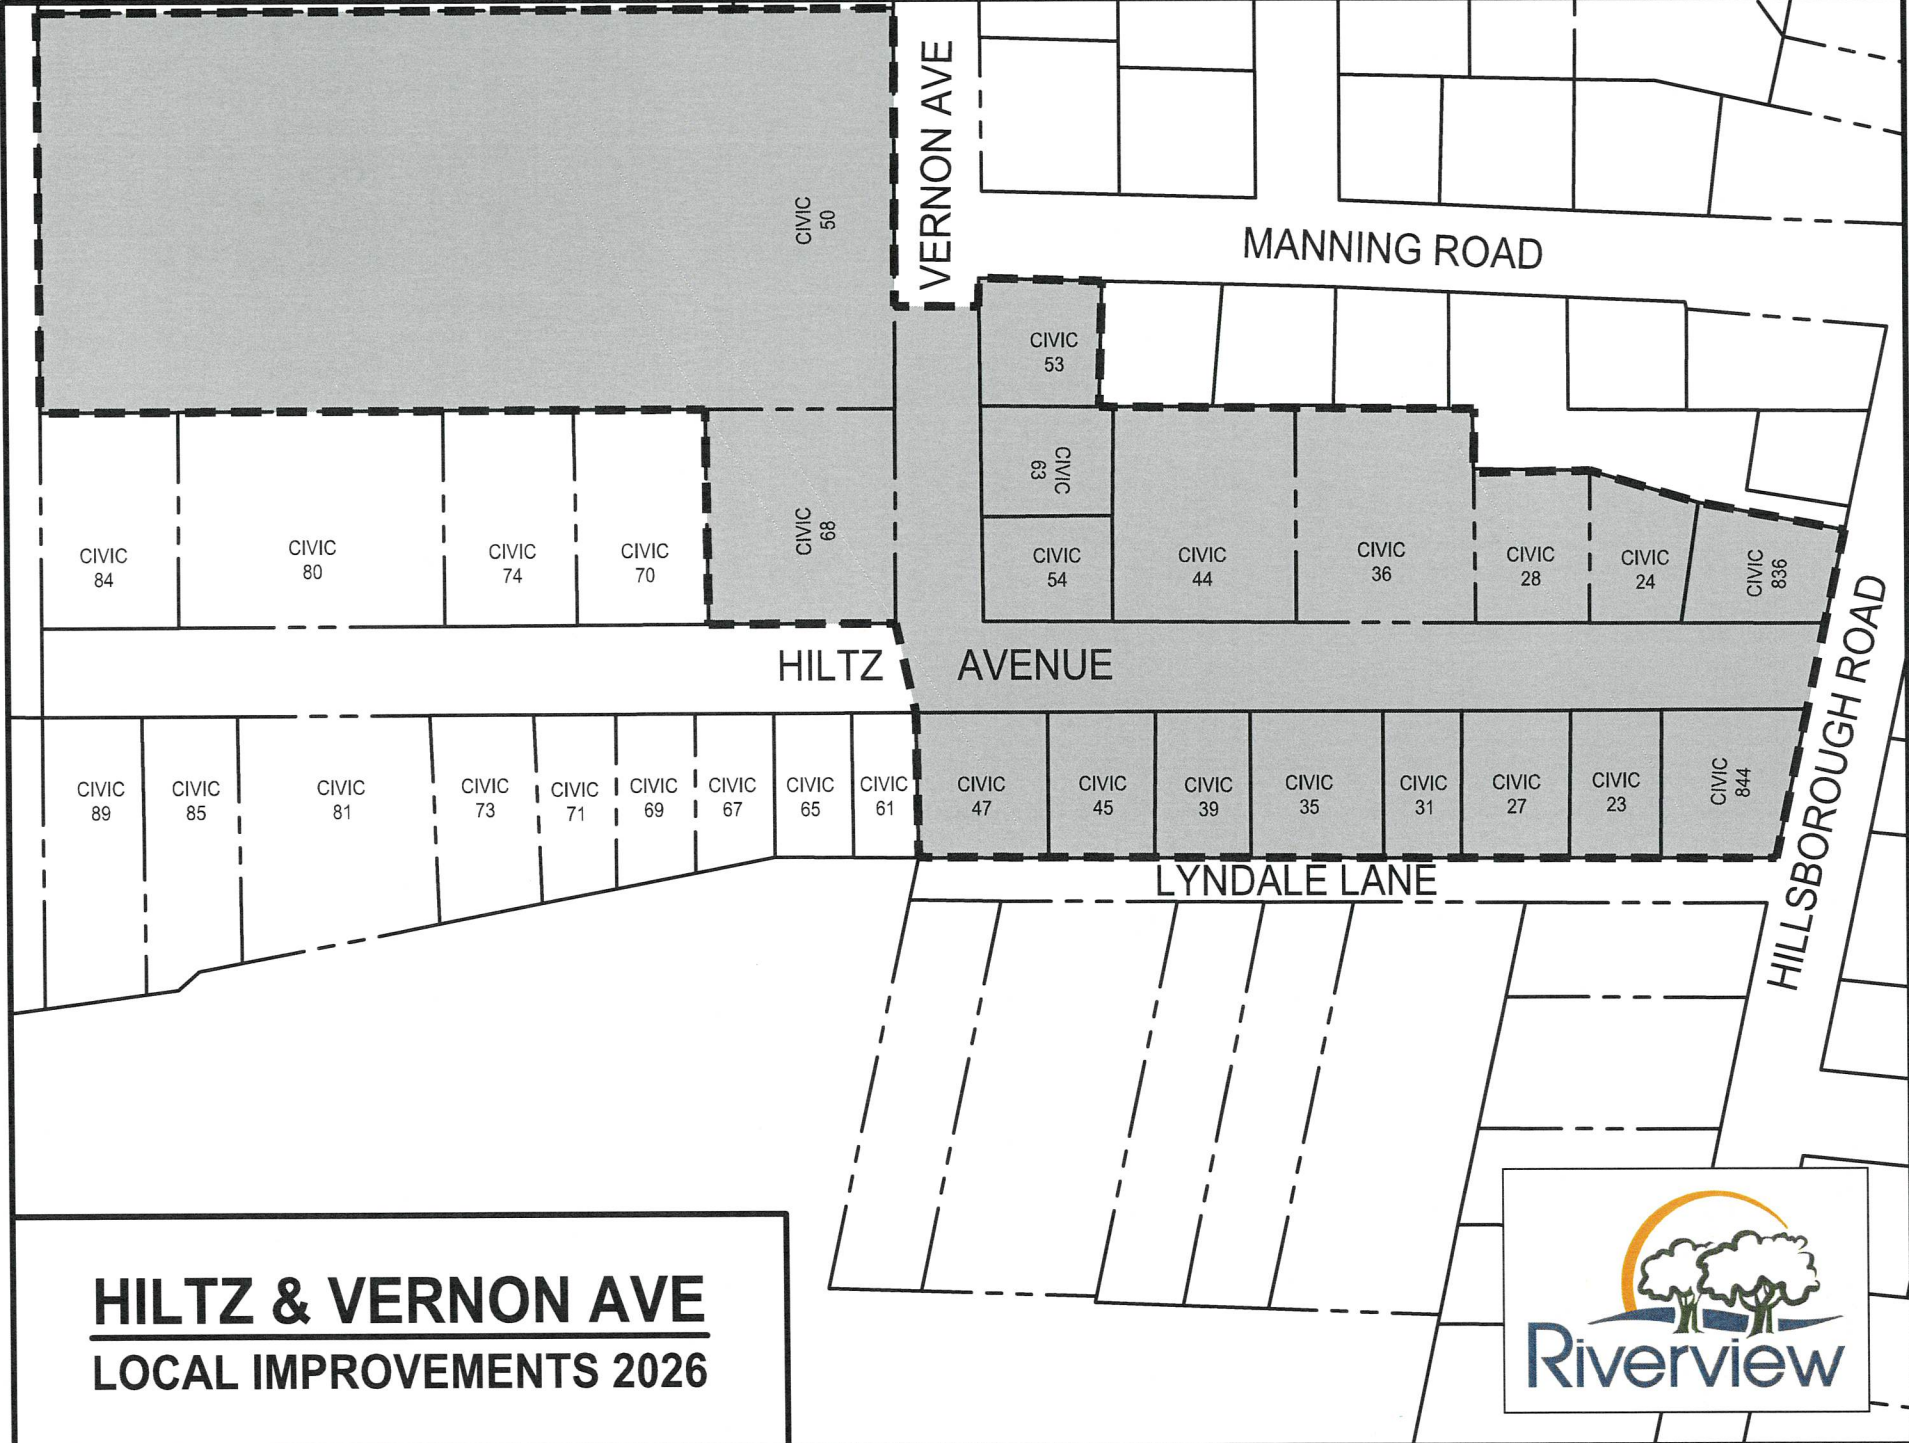 VERNON AVE
CIVIC
50
MANNING ROAD
CIVIC
53
CIVIC
63
CIVIC
68
CIVIC
84
CIVIC
80
CIVIC
74
CIVIC
70
CIVIC
54
CIVIC
44
CIVIC
36
CIVIC
28
CIVIC
24
CIVIC
836
HILTZ AVENUE
HILLSBOROUGH ROAD
CIVIC
89
CIVIC
85
CIVIC
81
CIVIC
73
CIVIC
71
CIVIC
69
CIVIC
67
CIVIC
65
CIVIC
61
CIVIC
47
CIVIC
45
CIVIC
39
CIVIC
35
CIVIC
31
CIVIC
27
CIVIC
23
CIVIC
844
LYNDALE LANE
HILTZ & VERNON AVE
LOCAL IMPROVEMENTS 2026
Riverview